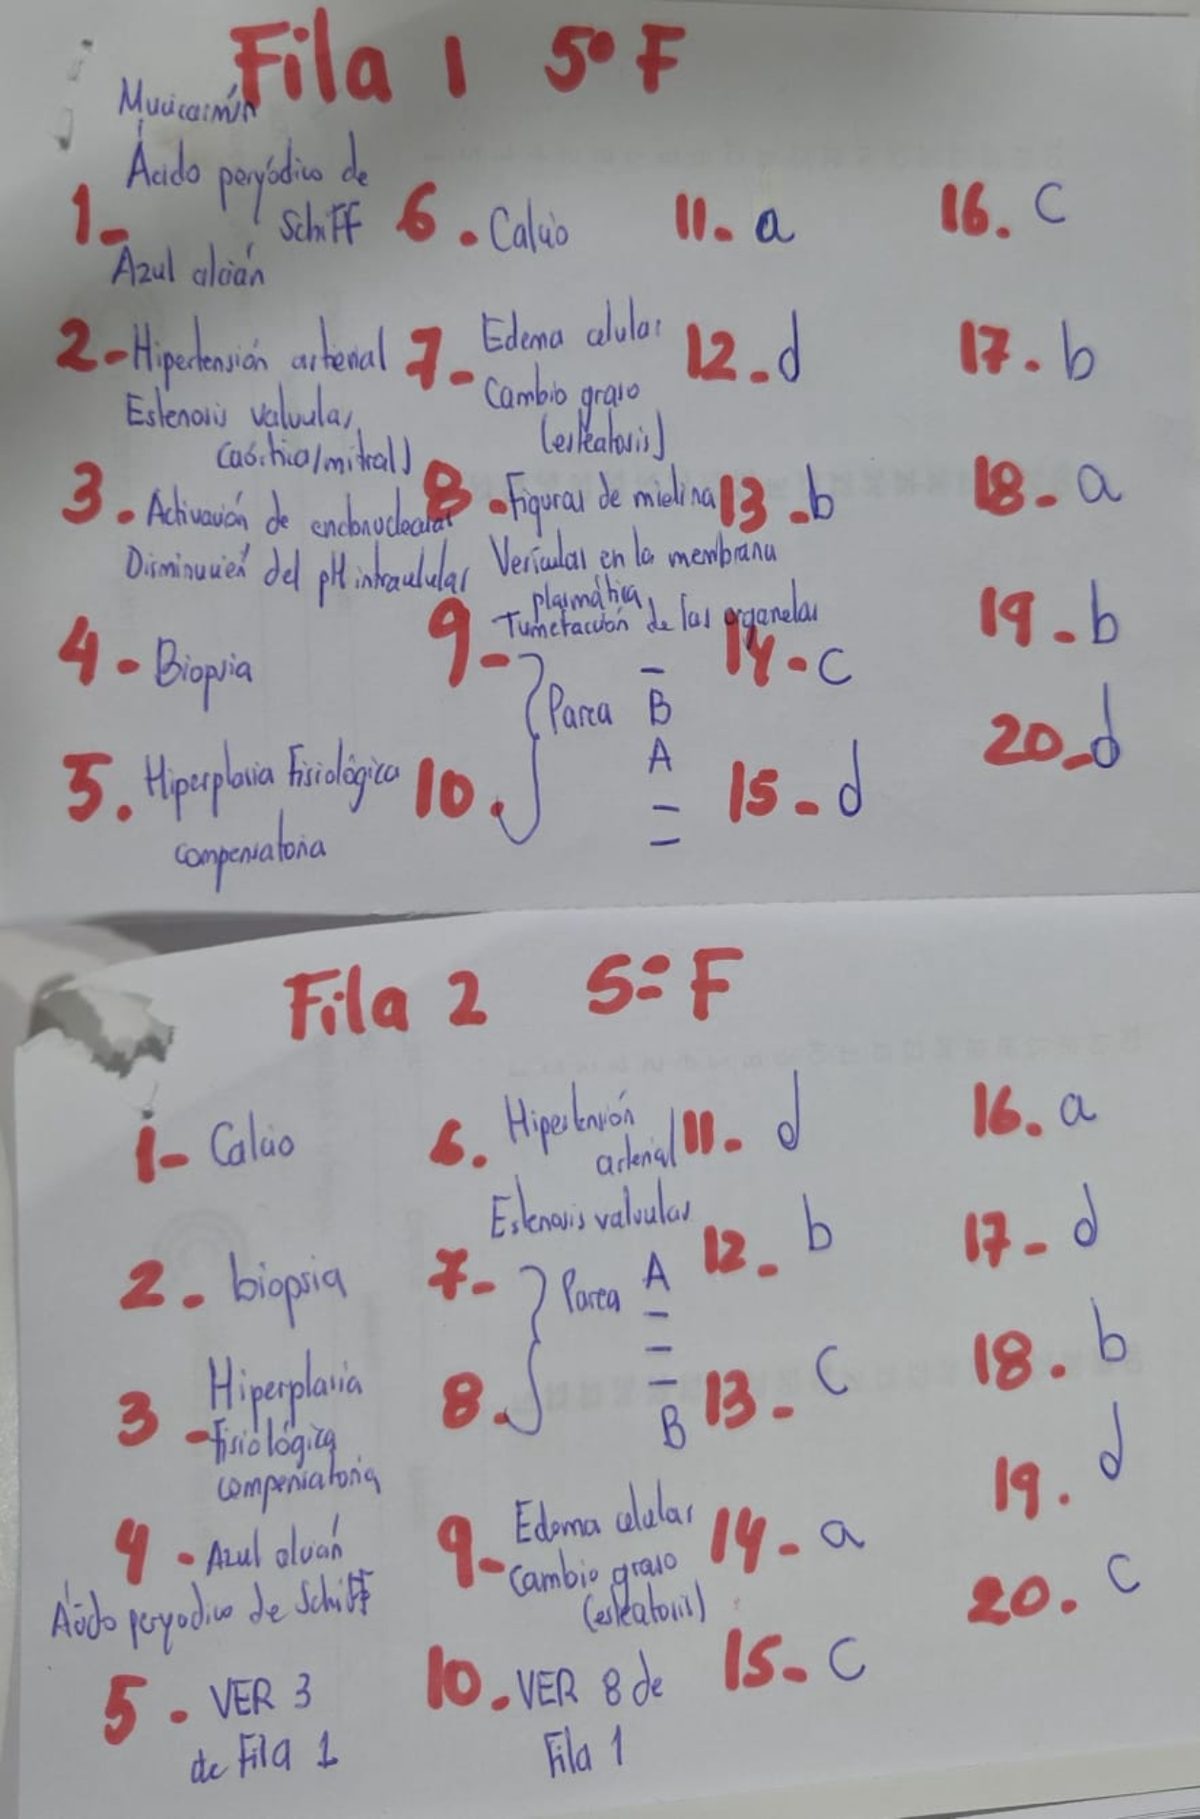 Fila 1 5º F
Mucicarmín
Ácido peryódico de
1- Schiff
Azul alcián
2- Hipertensión arterial
Estenosis valvular
(aórtica/mitral)
3. Activación de endonucleasas
Disminución del pH intracelular
4- Biopsia
5. Hiperplasia Fisiológica
compensatoria
6. Calcio
7- Edema celular
Cambio graso
(esteatosis)
8. Figuras de mielina
Vesículas en la membrana
plasmática,
Tumefacción de las organelas
9- } Parea - B
10. A - -
11. a
12. d
13 - b
14 - c
15 - d
16. c
17. b
18 - a
19 - b
20 - d
Fila 2 5º F
1- Calcio
2. biopsia
3 - Hiperplasia
Fisiológica
compensatoria
4 - Azul alcián
Ácido peryodico de Schiff
5 - VER 3
de Fila 1
6. Hipertensión
arterial
Estenosis valvular
7- } Parea A -
8. - - B
9- Edema celular
Cambio graso
(esteatosis)
10. VER 8 de
Fila 1
11. d
12. b
13. c
14 - a
15. c
16. a
17 - d
18. b
19. d
20. c